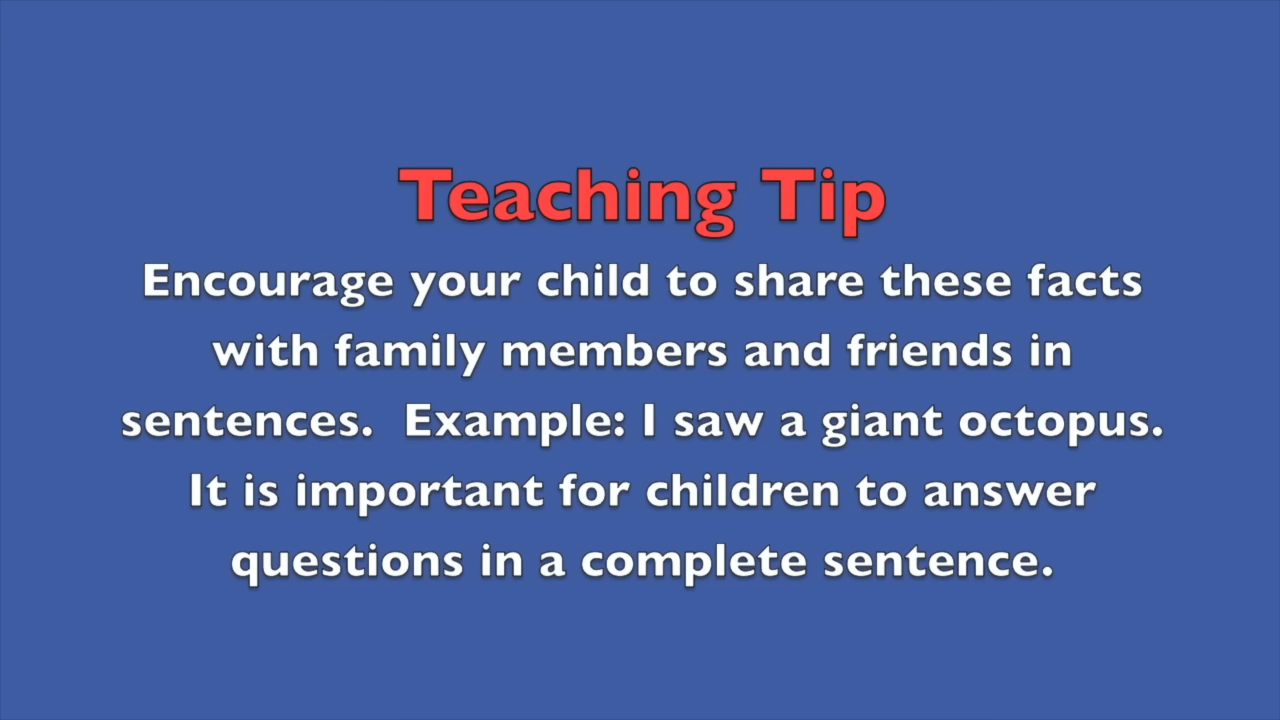 Teaching Tip
Encourage your child to share these facts
with family members and friends in
sentences.  Example: I saw a giant octopus.
It is important for children to answer
questions in a complete sentence.